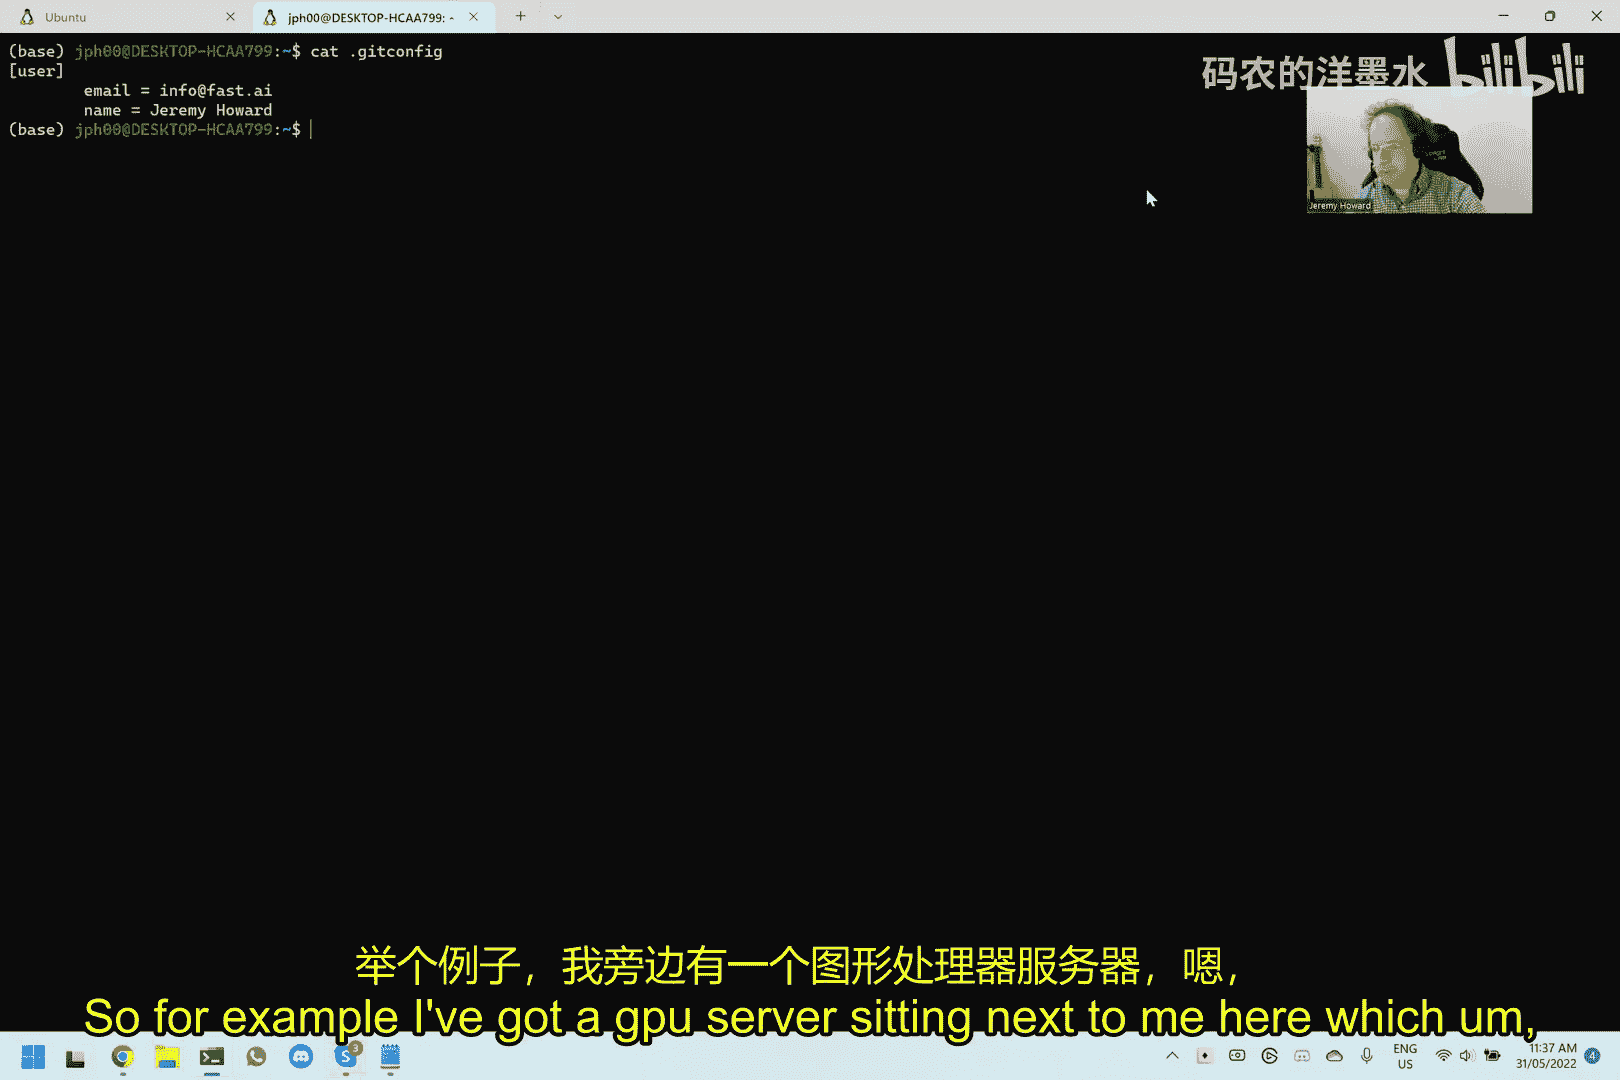 Ubuntu
jph00@DESKTOP-HCAA799: ~
(base) jph00@DESKTOP-HCAA799:~$ cat .gitconfig
[user]
email = info@fast.ai
name = Jeremy Howard
(base) jph00@DESKTOP-HCAA799:~$
码农的洋墨水 bilibili
Jeremy Howard
举个例子，我旁边有一个图形处理器服务器，嗯，
So for example I've got a gpu server sitting next to me here which um,
S 3
ENG
US
11:37 AM
31/05/2022
4